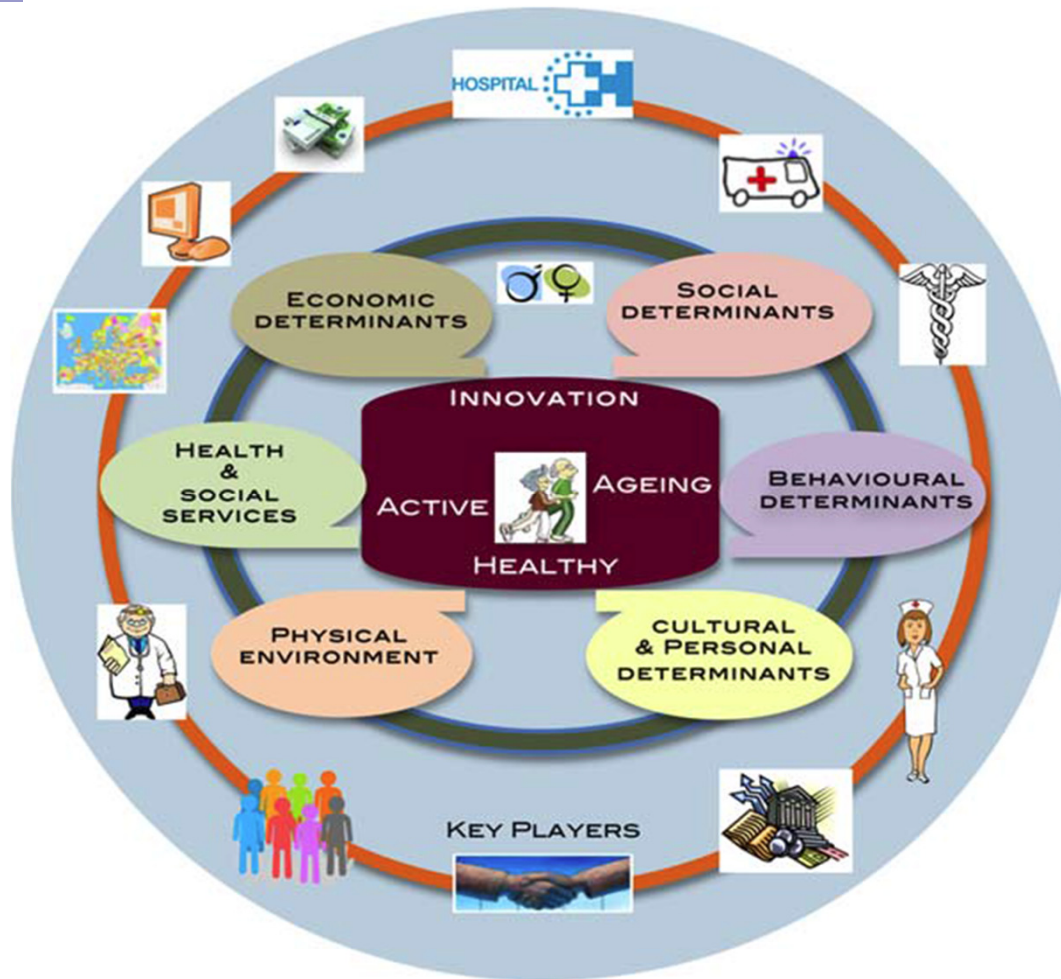 HOSPITAL
ECONOMIC
DETERMINANTS
SOCIAL
DETERMINANTS
INNOVATION
HEALTH
&
SOCIAL
SERVICES
ACTIVE
AGEING
HEALTHY
BEHAVIOURAL
DETERMINANTS
PHYSICAL
ENVIRONMENT
CULTURAL
& PERSONAL
DETERMINANTS
KEY PLAYERS